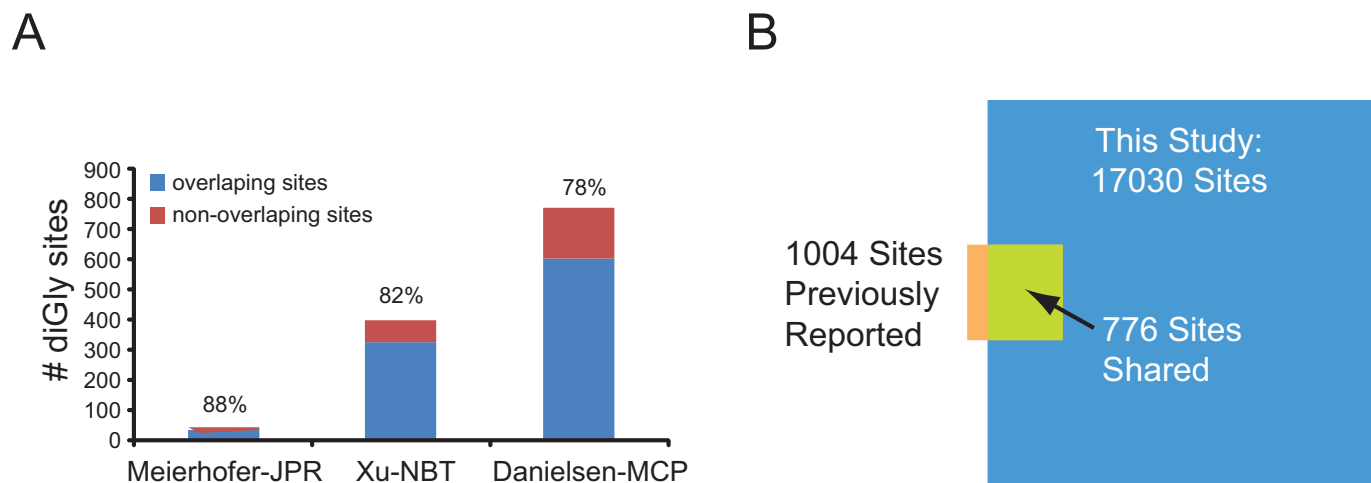 A
B
# diGly sites
900
800
700
600
500
400
300
200
100
0
overlaping sites
non-overlaping sites
88%
82%
78%
Meierhofer-JPR
Xu-NBT
Danielsen-MCP
This Study:
17030 Sites
1004 Sites
Previously
Reported
776 Sites
Shared